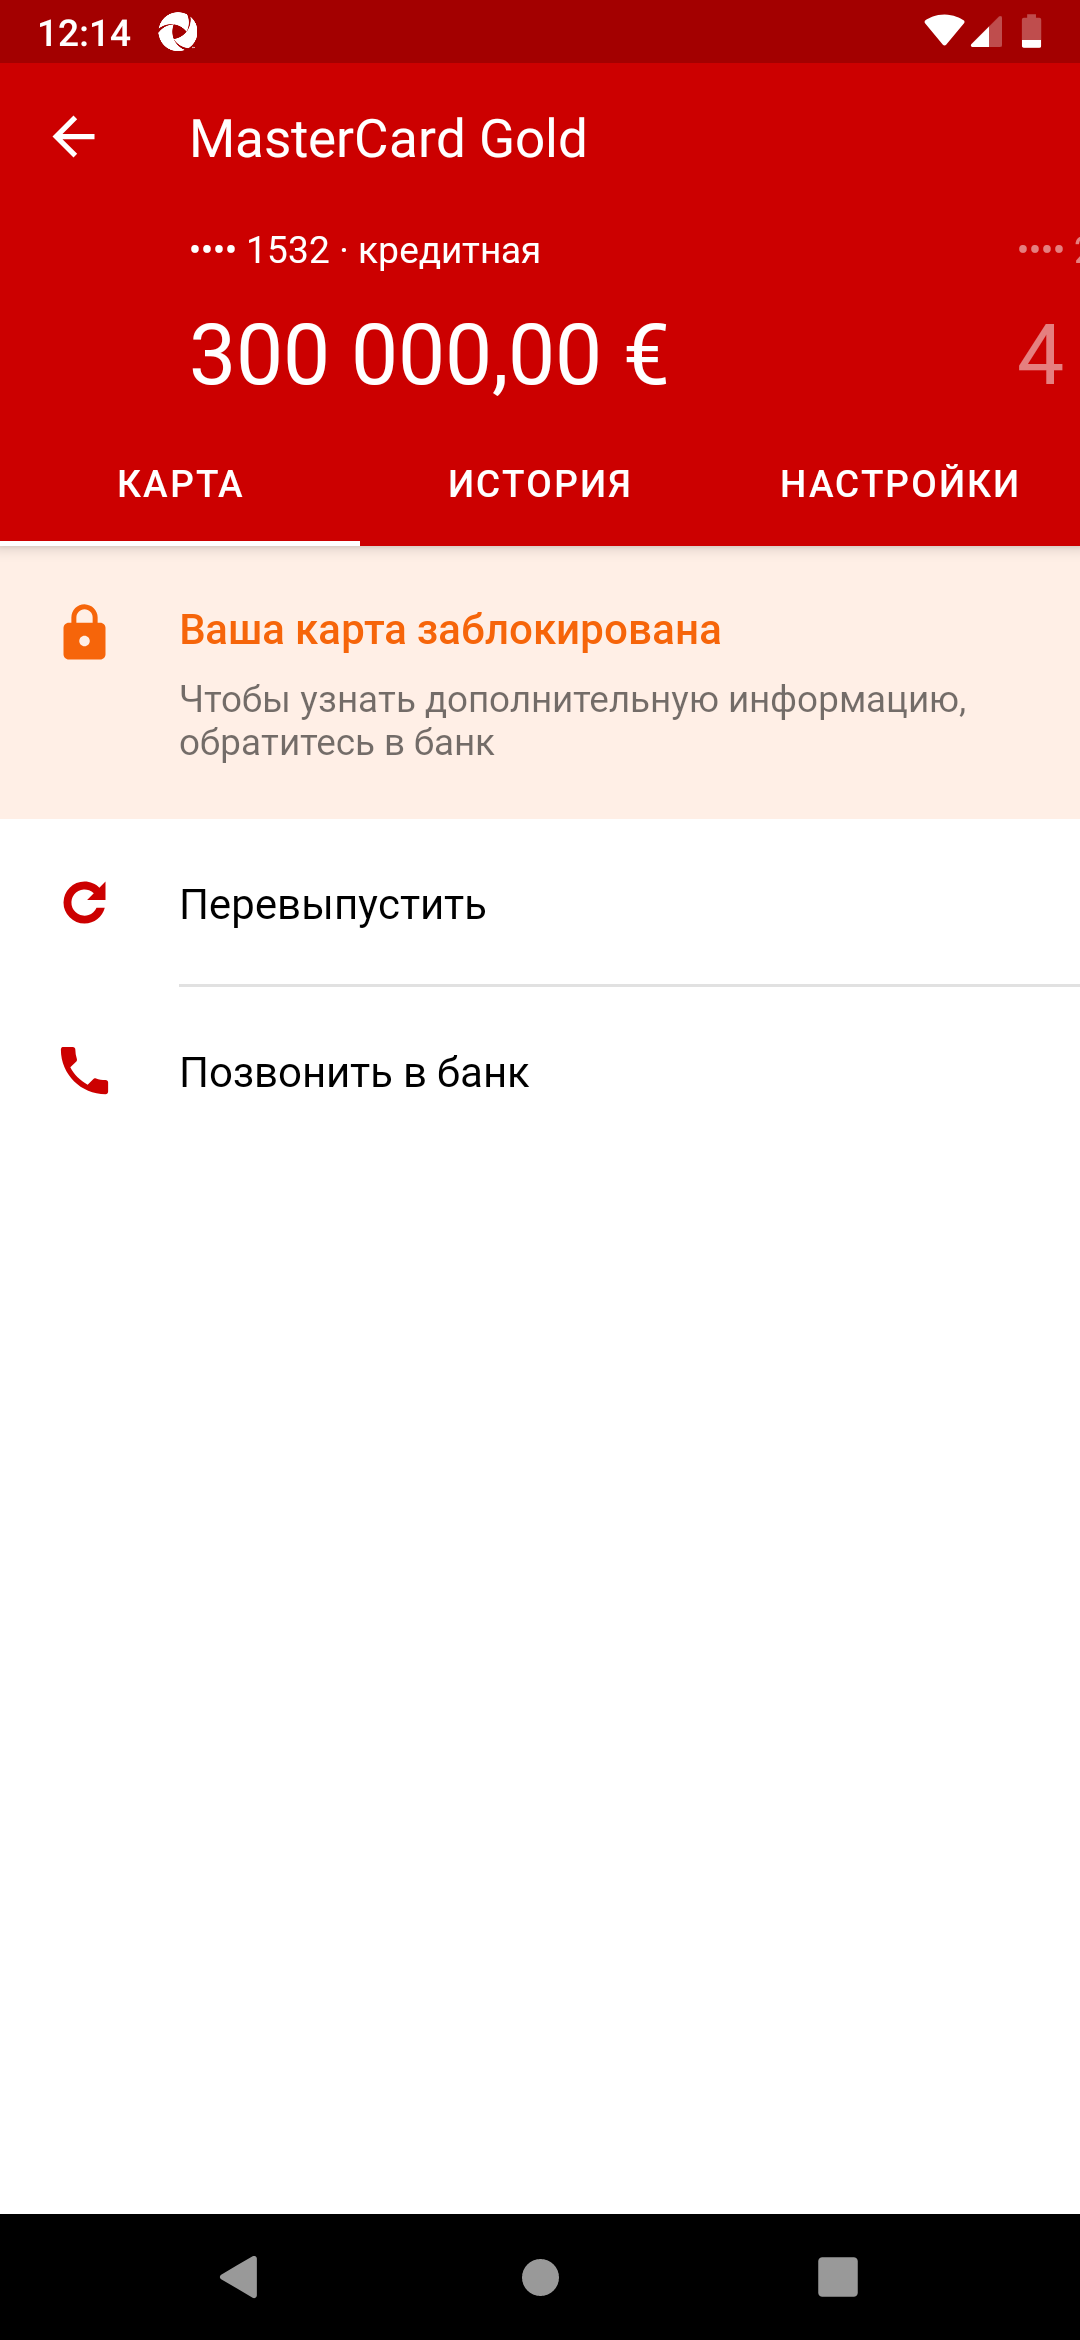 12:14
MasterCard Gold
•••• 1532 · кредитная
•••• 2
300 000,00 €
4
КАРТА
ИСТОРИЯ
НАСТРОЙКИ
Ваша карта заблокирована
Чтобы узнать дополнительную информацию,
обратитесь в банк
Перевыпустить
Позвонить в банк